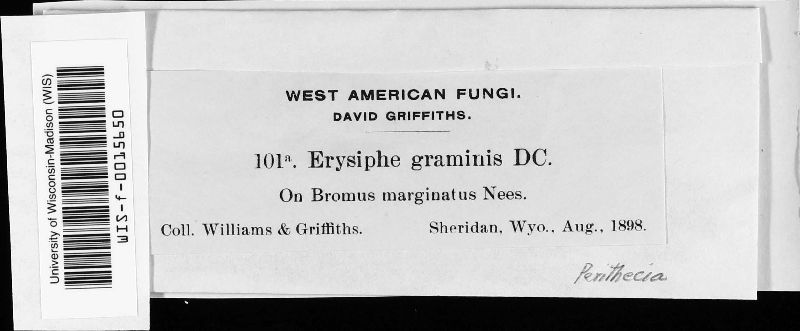 University of Wisconsin-Madison (WIS)
WIS-f-0015650
WEST AMERICAN FUNGI.
DAVID GRIFFITHS.
101ª. Erysiphe graminis DC.
On Bromus marginatus Nees.
Coll. Williams & Griffiths. Sheridan, Wyo., Aug., 1898.
Perithecia